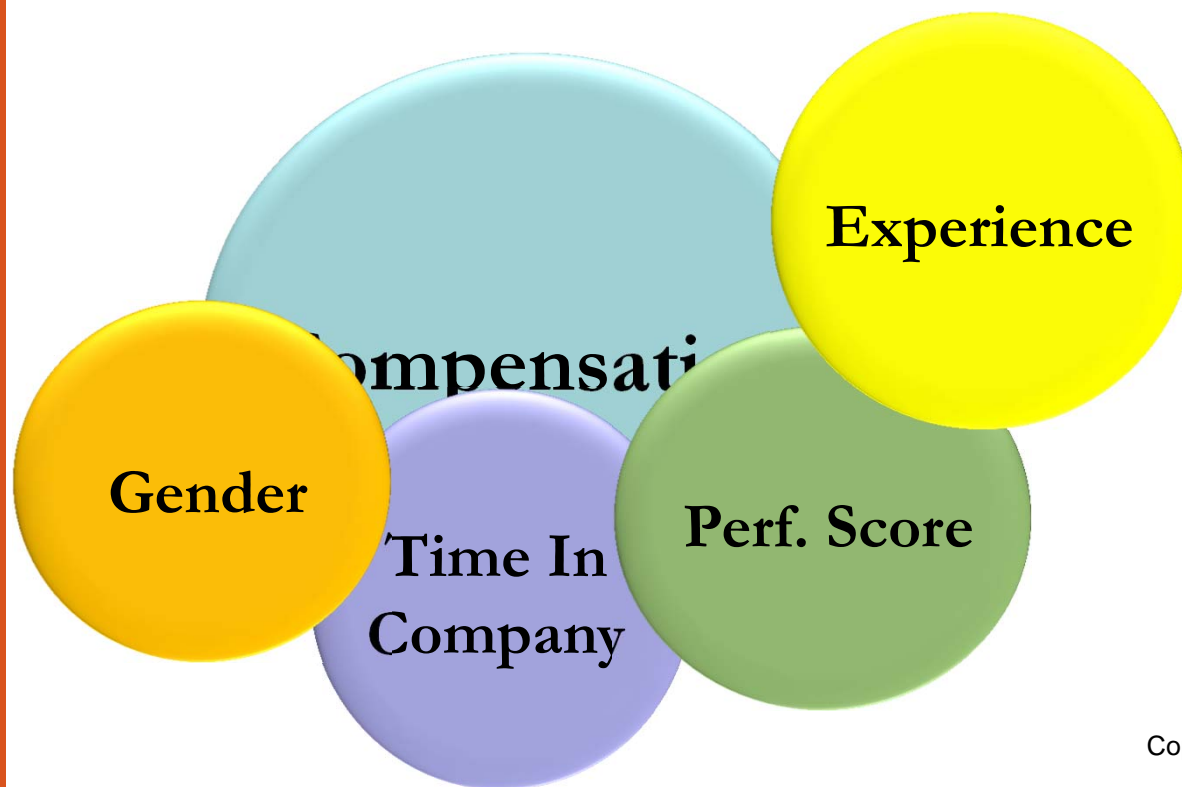 Experience
ompensati
Gender
Perf. Score
Time In
Company
Co